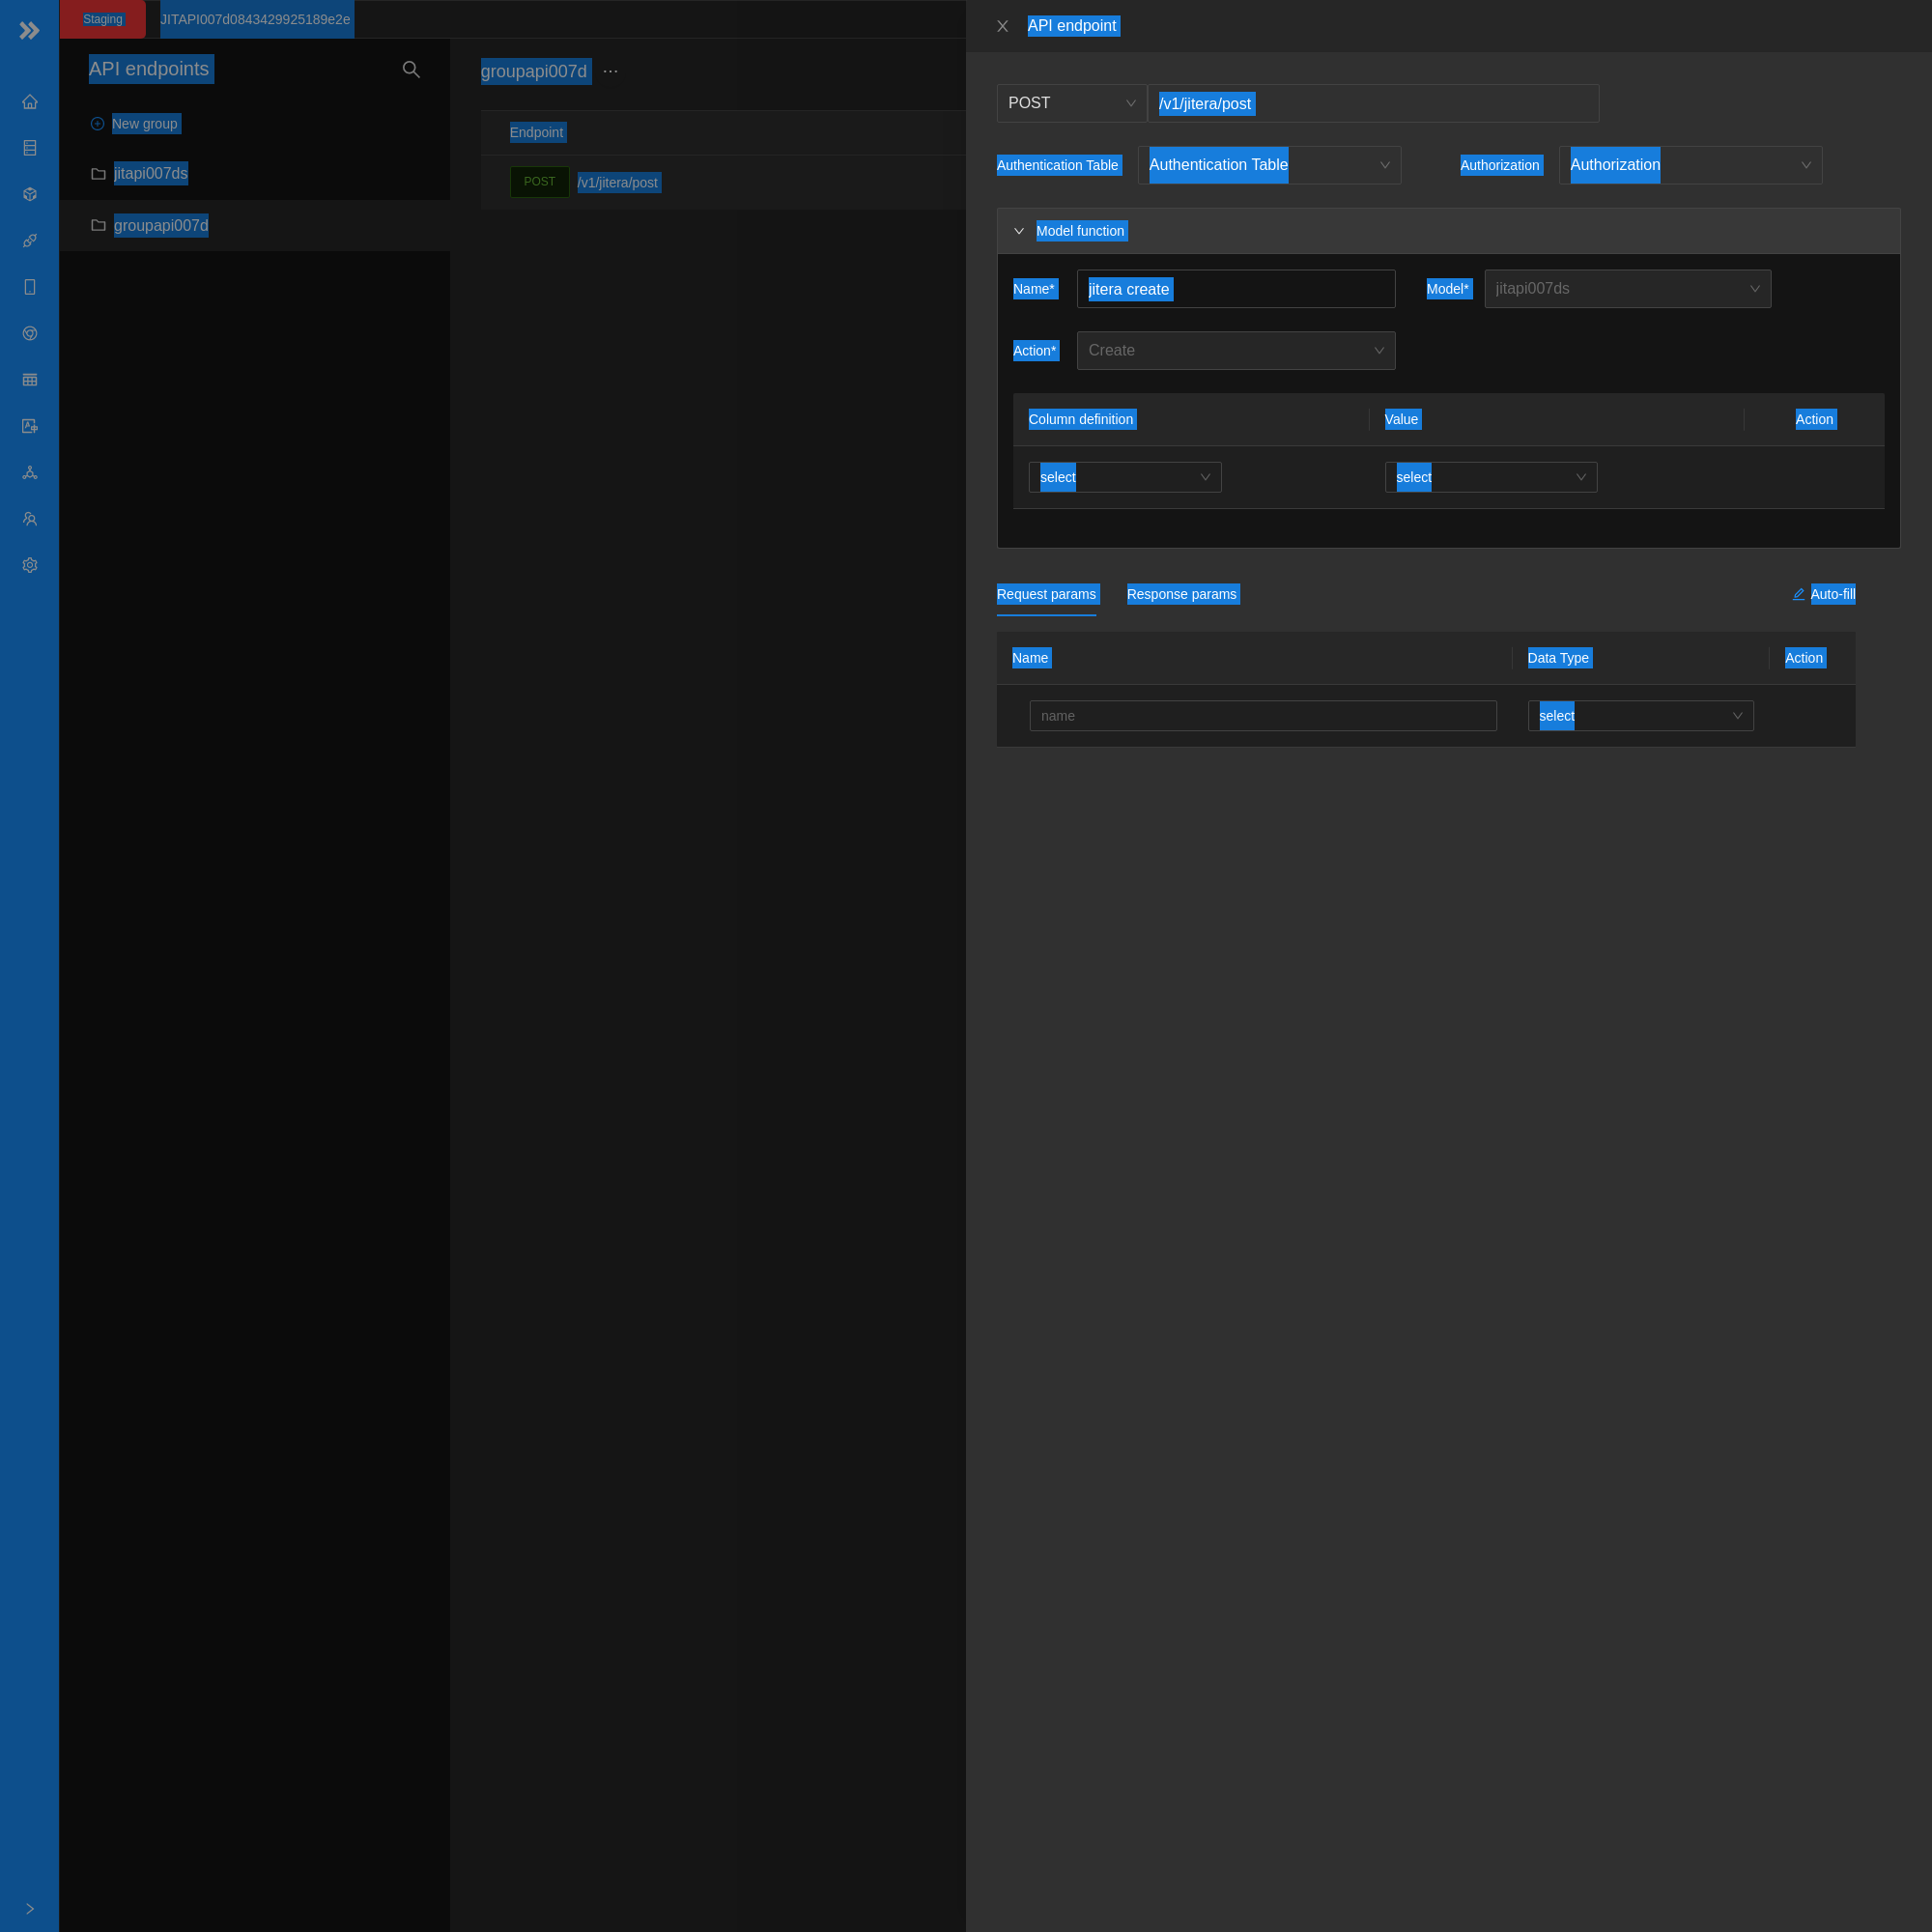 Staging
JITAPI007d0843429925189e2e
API endpoints
New group
jitapi007ds
groupapi007d
groupapi007d ···
Endpoint
POST /v1/jitera/post
API endpoint
POST /v1/jitera/post
Authentication Table Authentication Table Authorization Authorization
Model function
Name* jitera create Model* jitapi007ds
Action* Create
Column definition Value Action
select select
Request params Response params Auto-fill
Name Data Type Action
name select